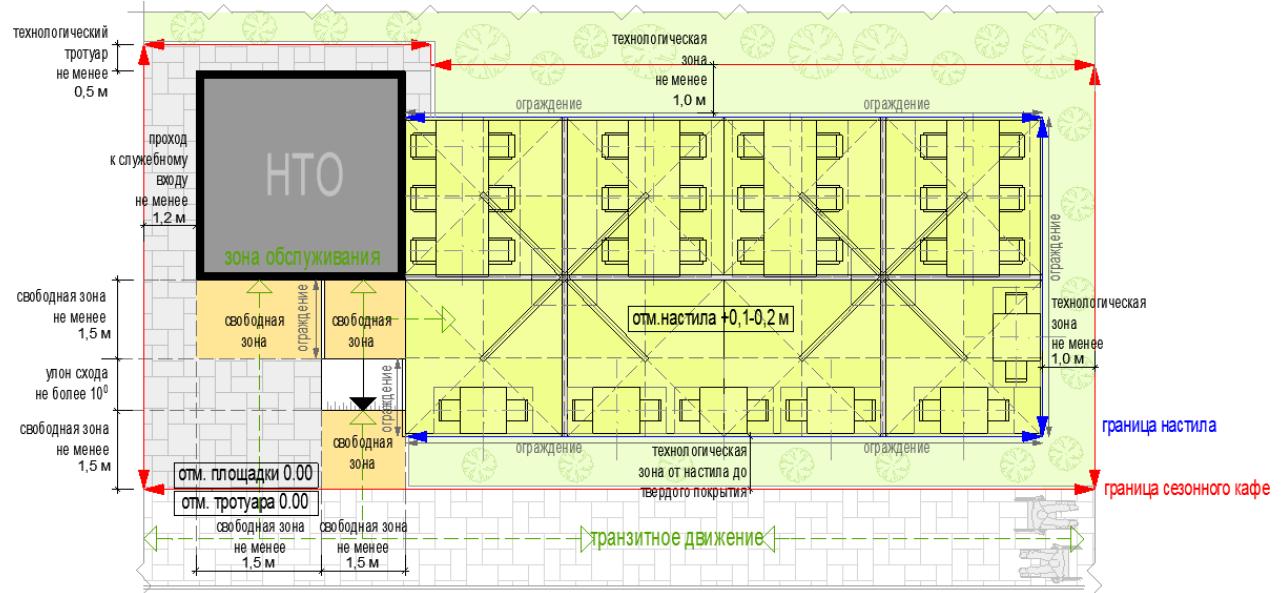 технологический
тротуар
не менее
0,5 м
технологическая
зона
не менее
1,0 м
ограждение
ограждение
проход
к служебному
входу
не менее
1,2 м
НТО
зона обслуживания
ограждение
свободная зона
не менее
1,5 м
свободная
зона
ограждение
свободная
зона
отм.настила +0,1-0,2 м
технологическая
зона
не менее
1,0 м
улон схода
не более 10⁰
ограждение
свободная зона
не менее
1,5 м
свободная
зона
ограждение
ограждение
технологическая
зона от настила до
твердого покрытия
граница настила
отм. площадки 0.00
отм. тротуара 0.00
граница сезонного кафе
свободная зона
не менее
1,5 м
свободная зона
не менее
1,5 м
транзитное движение